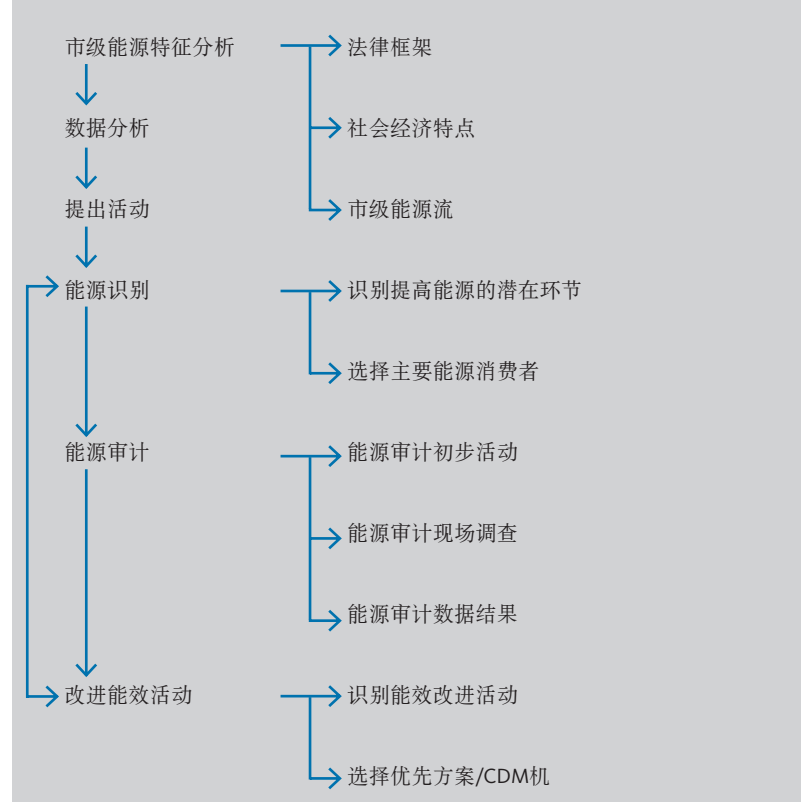 市级能源特征分析
法律框架
数据分析
社会经济特点
提出活动
市级能源流
能源识别
识别提高能源的潜在环节
选择主要能源消费者
能源审计
能源审计初步活动
能源审计现场调查
能源审计数据结果
改进能效活动
识别能效改进活动
选择优先方案/CDM机